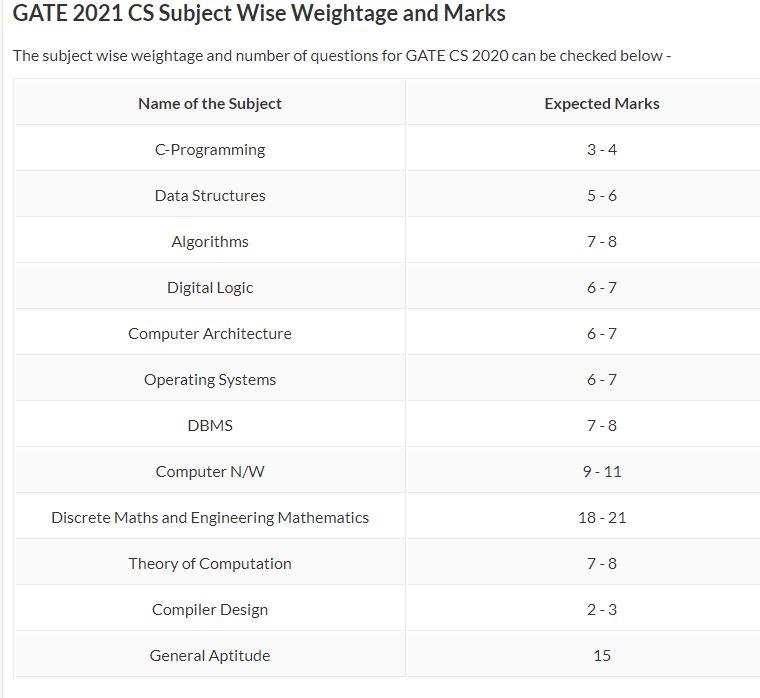 GATE 2021 CS Subject Wise Weightage and Marks
The subject wise weightage and number of questions for GATE CS 2020 can be checked below -
Name of the Subject Expected Marks
C-Programming 3 - 4
Data Structures 5 - 6
Algorithms 7 - 8
Digital Logic 6 - 7
Computer Architecture 6 - 7
Operating Systems 6 - 7
DBMS 7 - 8
Computer N/W 9 - 11
Discrete Maths and Engineering Mathematics 18 - 21
Theory of Computation 7 - 8
Compiler Design 2 - 3
General Aptitude 15